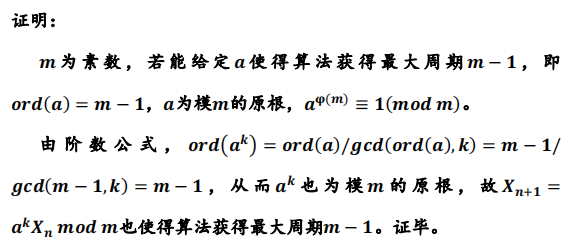 证明：
m为素数，若能给定a使得算法获得最大周期m − 1，即
ord(a) = m − 1，a为模m的原根，a^φ(m) ≡ 1(mod m)。
由阶数公式，ord(a^k) = ord(a)/gcd(ord(a), k) = m − 1/
gcd(m − 1, k) = m − 1，从而a^k也为模m的原根，故X_{n+1} =
a^k X_n mod m也使得算法获得最大周期m − 1。证毕。